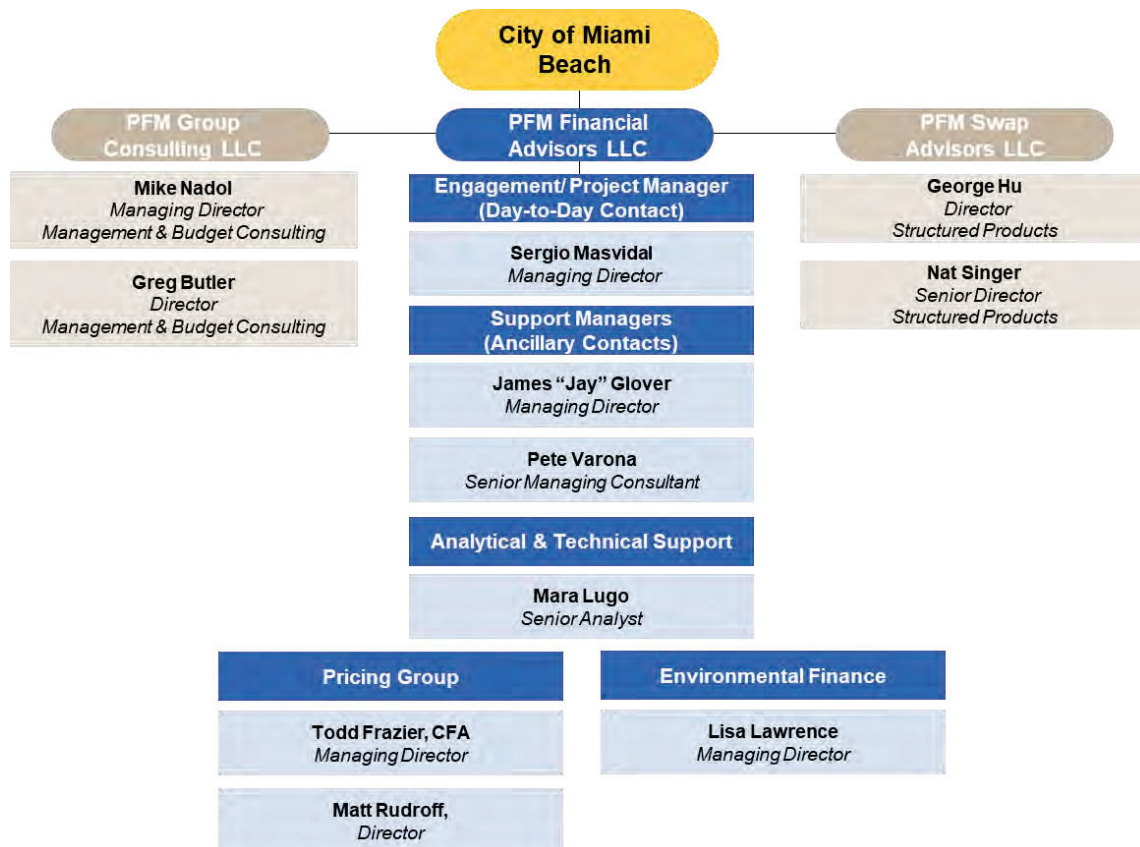 City of Miami
Beach
PFM Group
Consulting LLC
PFM Financial
Advisors LLC
PFM Swap
Advisors LLC
Mike Nadol
Managing Director
Management & Budget Consulting
Greg Butler
Director
Management & Budget Consulting
Engagement/ Project Manager
(Day-to-Day Contact)
Sergio Masvidal
Managing Director
Support Managers
(Ancillary Contacts)
James “Jay” Glover
Managing Director
Pete Varona
Senior Managing Consultant
Analytical & Technical Support
Mara Lugo
Senior Analyst
George Hu
Director
Structured Products
Nat Singer
Senior Director
Structured Products
Pricing Group
Todd Frazier, CFA
Managing Director
Matt Rudroff,
Director
Environmental Finance
Lisa Lawrence
Managing Director